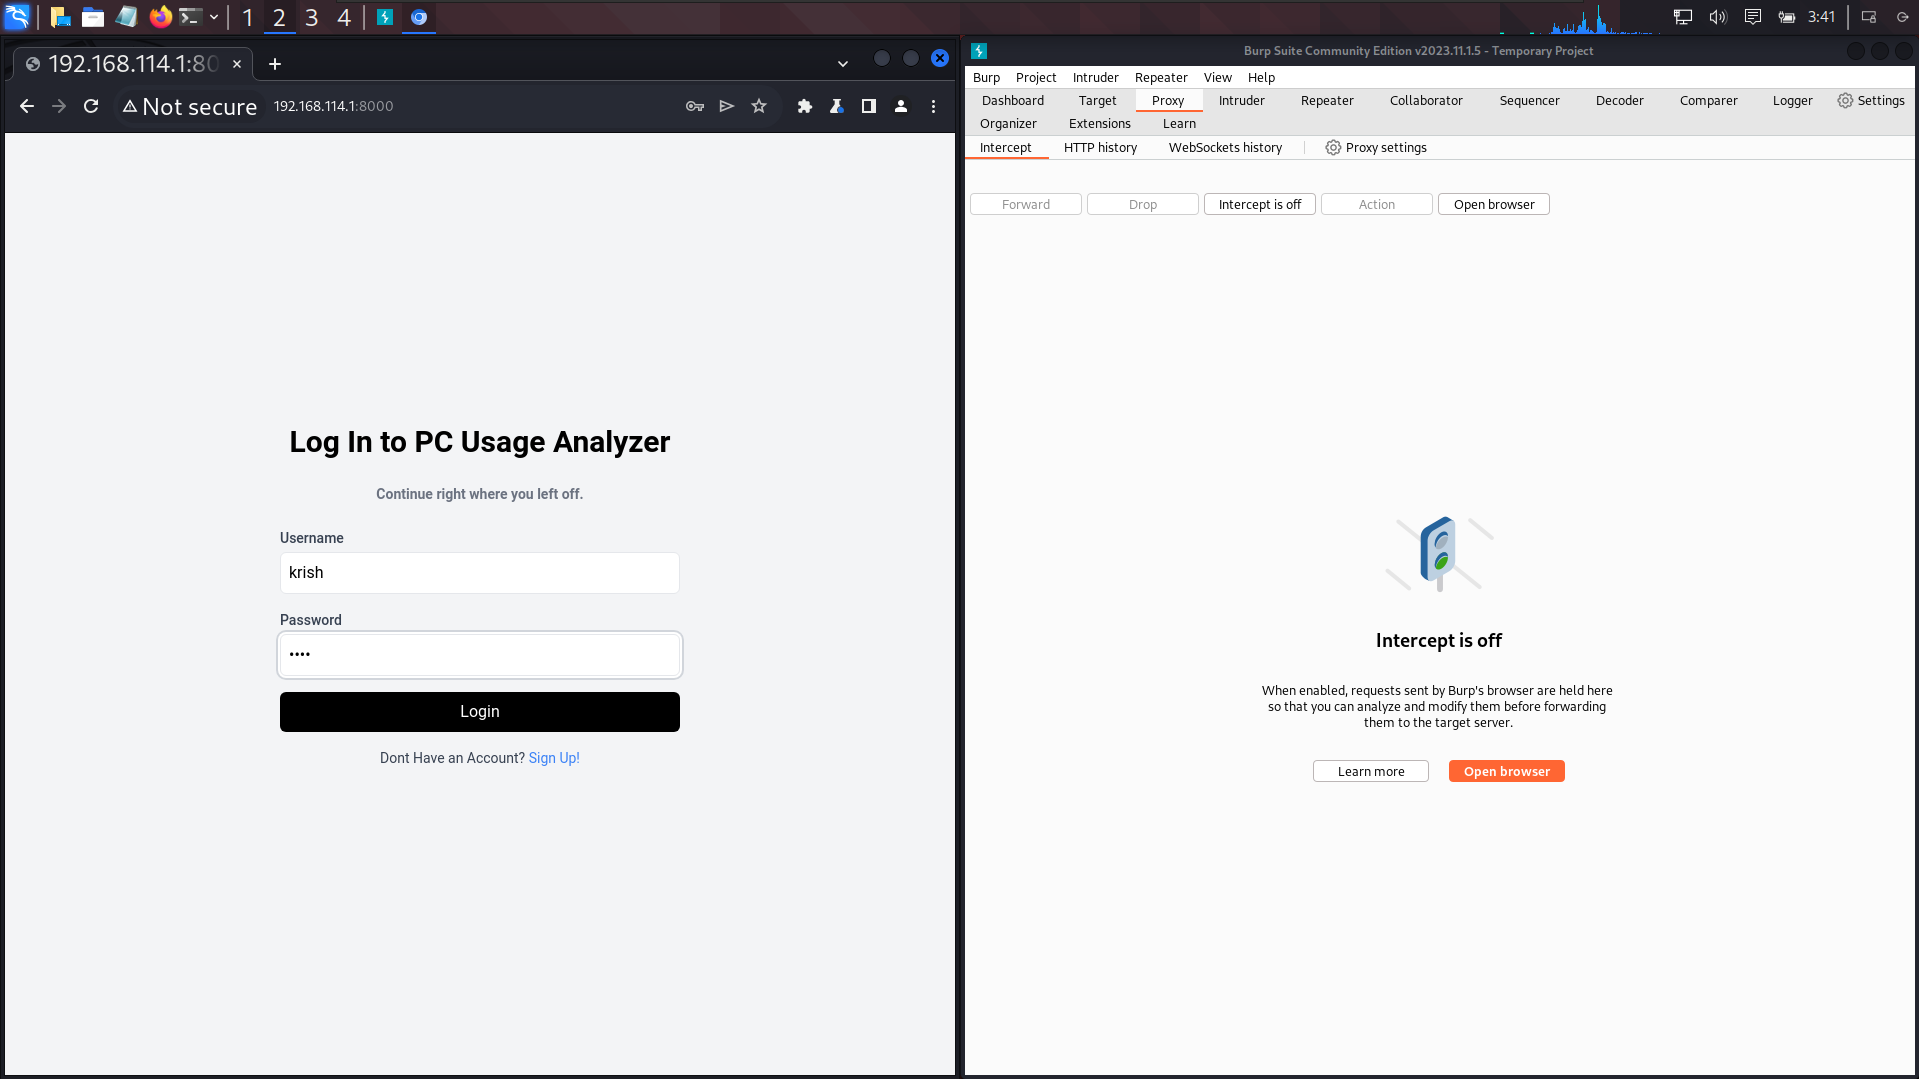 1 2 3 4
3:41
192.168.114.1:80
Not secure
192.168.114.1:8000
Log In to PC Usage Analyzer
Continue right where you left off.
Username
krish
Password
••••
Login
Dont Have an Account? Sign Up!
Burp Suite Community Edition v2023.11.1.5 - Temporary Project
Burp Project Intruder Repeater View Help
Dashboard Target Proxy Intruder Repeater Collaborator Sequencer Decoder Comparer Logger Settings
Organizer Extensions Learn
Intercept HTTP history WebSockets history Proxy settings
Forward Drop Intercept is off Action Open browser
Intercept is off
When enabled, requests sent by Burp's browser are held here
so that you can analyze and modify them before forwarding
them to the target server.
Learn more Open browser